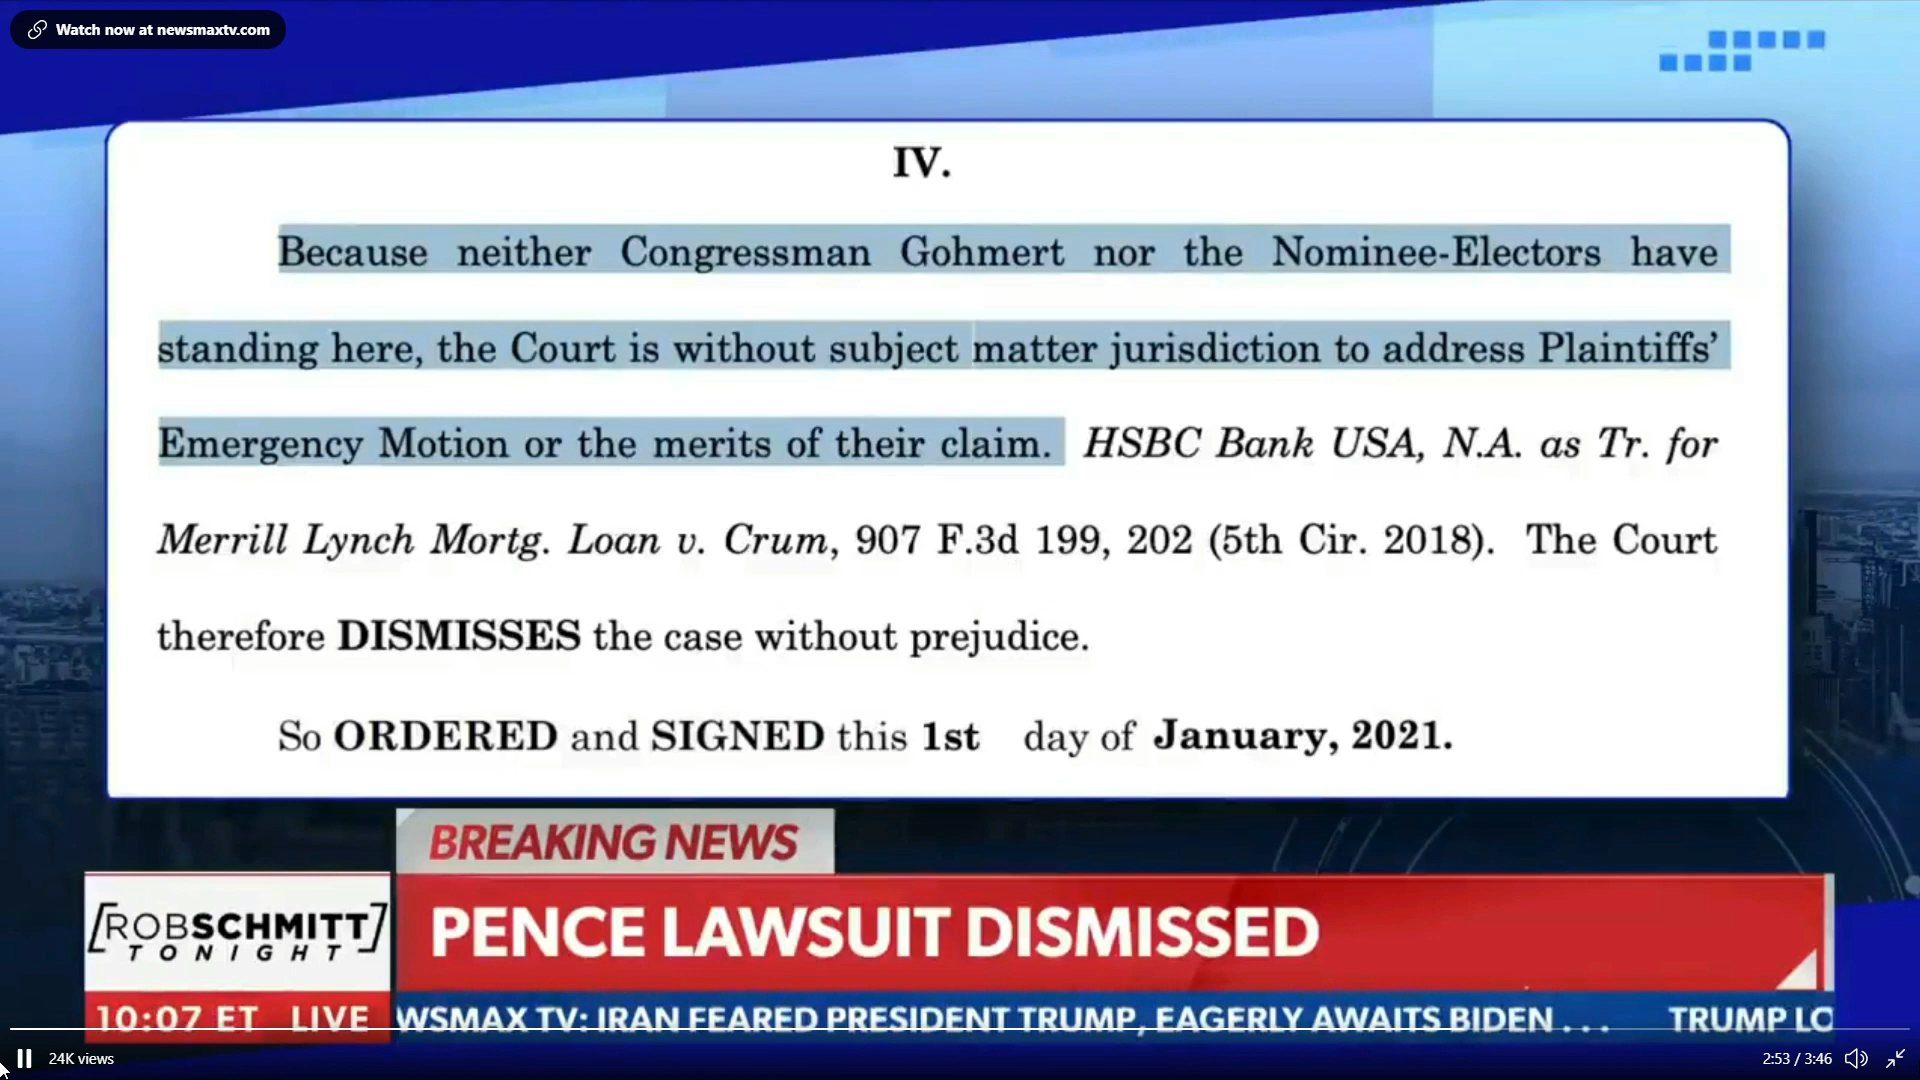 Watch now at newsmaxtv.com
IV.
Because neither Congressman Gohmert nor the Nominee-Electors have
standing here, the Court is without subject matter jurisdiction to address Plaintiffs’
Emergency Motion or the merits of their claim. HSBC Bank USA, N.A. as Tr. for
Merrill Lynch Mortg. Loan v. Crum, 907 F.3d 199, 202 (5th Cir. 2018). The Court
therefore DISMISSES the case without prejudice.
So ORDERED and SIGNED this 1st day of January, 2021.
BREAKING NEWS
[ROBSCHMITT]
TONIGHT
PENCE LAWSUIT DISMISSED
10:07 ET LIVE
WSMAX TV: IRAN FEARED PRESIDENT TRUMP, EAGERLY AWAITS BIDEN . . . TRUMP LO
24K views
2:53 / 3:46